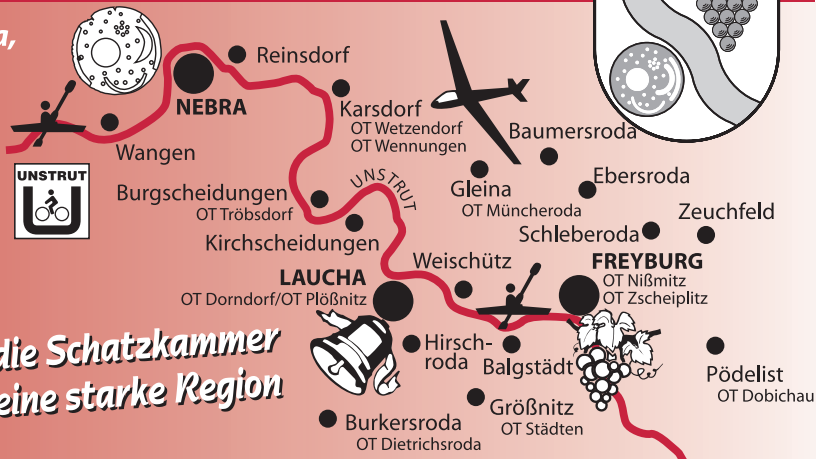 a,
Reinsdorf
NEBRA
Karsdorf
OT Wetzendorf
OT Wennungen
Baumersroda
Wangen
UNSTRUT
Burgscheidungen
OT Tröbsdorf
UNSTRUT
Gleina
OT Müncheroda
Ebersroda
Zeuchfeld
Kirchscheidungen
Schleberoda
Weischütz
FREYBURG
OT Nißmitz
OT Zscheiplitz
LAUCHA
OT Dorndorf/OT Plößnitz
die Schatzkammer
eine starke Region
Hirsch-
roda
Balgstädt
Pödelist
OT Dobichau
Größnitz
OT Städten
Burkersroda
OT Dietrichsroda